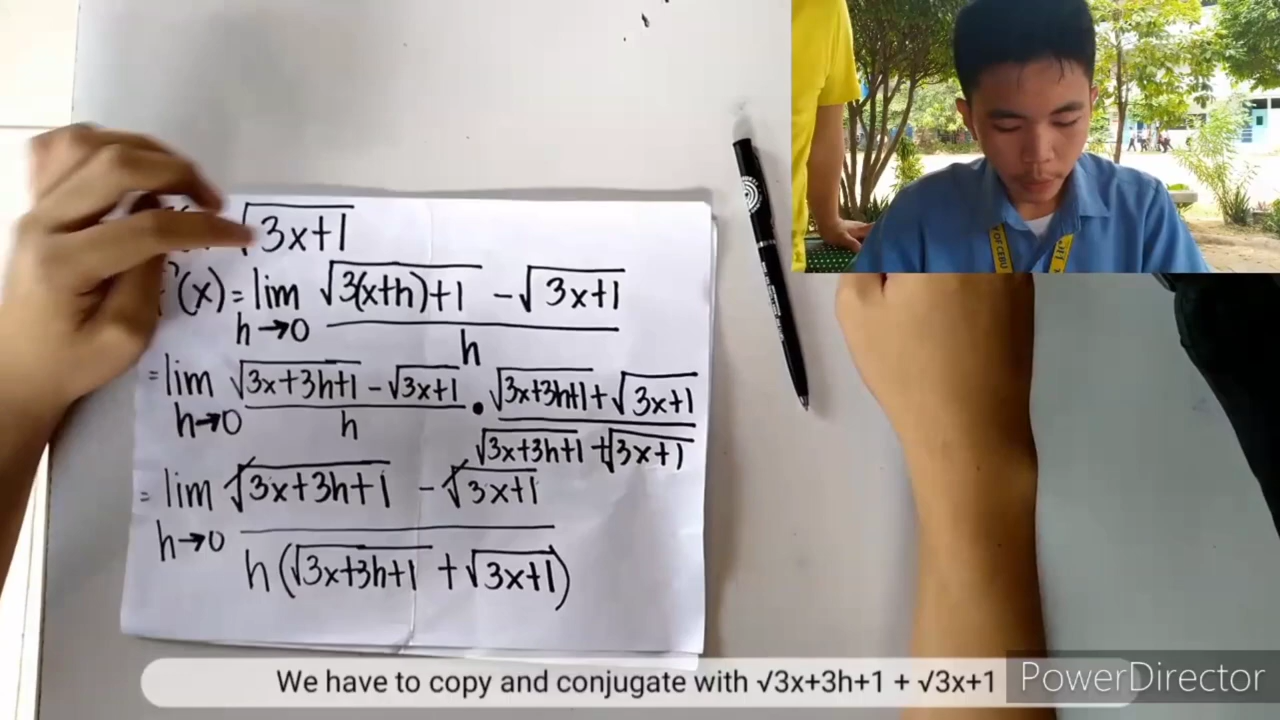 √3x+1
'(x) = lim √3(x+h)+1 - √3x+1
h→0 h
= lim √3x+3h+1 - √3x+1 · √3x+3h+1 + √3x+1
h→0 h √3x+3h+1 + √3x+1
= lim √3x+3h+1 - √3x+1
h→0 h(√3x+3h+1 + √3x+1)
We have to copy and conjugate with √3x+3h+1 + √3x+1
PowerDirector
OF CEBU